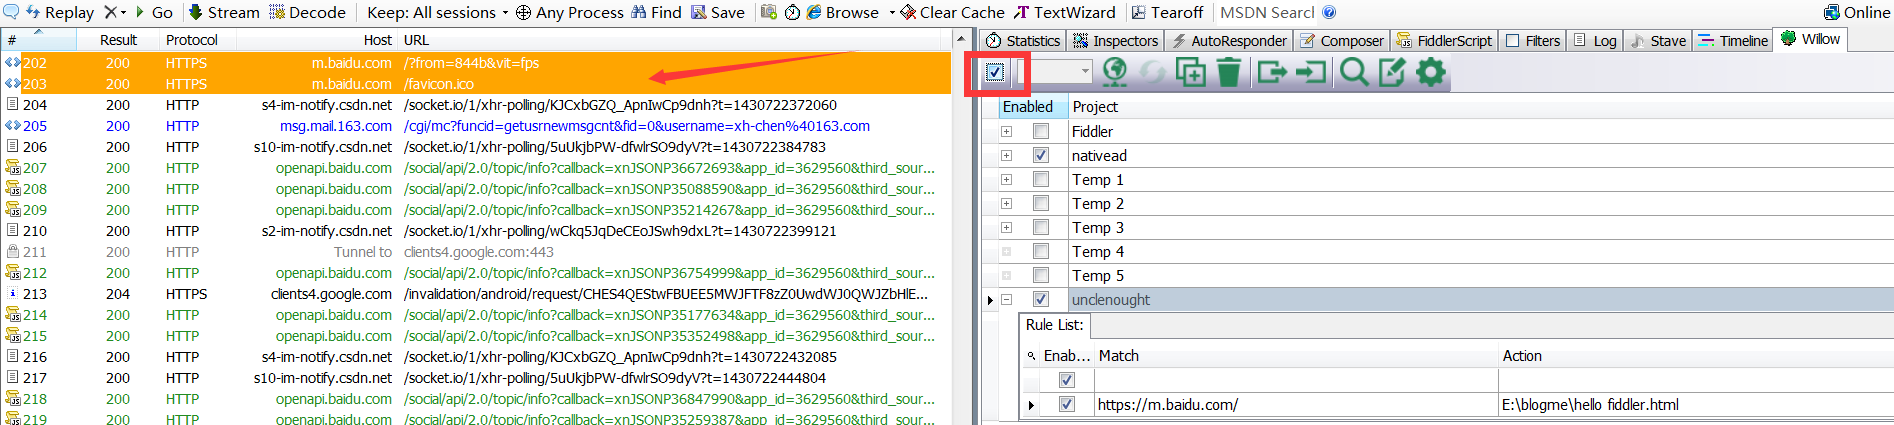 Replay Go Stream Decode Keep: All sessions Any Process Find Save Browse Clear Cache TextWizard Tearoff MSDN Search Online
# Result Protocol Host URL
202 200 HTTPS m.baidu.com /?from=844b&vit=fps
203 200 HTTPS m.baidu.com /favicon.ico
204 200 HTTP s4-im-notify.csdn.net /socket.io/1/xhr-polling/KJCxbGZQ_ApnIwCp9dnh?t=1430722372060
205 200 HTTP msg.mail.163.com /cgi/mc?funcid=getusrnewmsgcnt&fid=0&username=xh-chen%40163.com
206 200 HTTP s10-im-notify.csdn.net /socket.io/1/xhr-polling/5uUkjbPW-dfwlrSO9dyV?t=1430722384783
207 200 HTTP openapi.baidu.com /social/api/2.0/topic/info?callback=xnJSONP36672693&app_id=3629560&third_sour...
208 200 HTTP openapi.baidu.com /social/api/2.0/topic/info?callback=xnJSONP35088590&app_id=3629560&third_sour...
209 200 HTTP openapi.baidu.com /social/api/2.0/topic/info?callback=xnJSONP35214267&app_id=3629560&third_sour...
210 200 HTTP s2-im-notify.csdn.net /socket.io/1/xhr-polling/wCkq5JqDeCEoJSwh9dxL?t=1430722399121
211 200 HTTP Tunnel to clients4.google.com:443
212 200 HTTP openapi.baidu.com /social/api/2.0/topic/info?callback=xnJSONP36754999&app_id=3629560&third_sour...
213 204 HTTPS clients4.google.com /invalidation/android/request/CHES4QEStwFBUEE5MWJFTF8zZ0UwdWJ0QWJZbHlE...
214 200 HTTP openapi.baidu.com /social/api/2.0/topic/info?callback=xnJSONP35177634&app_id=3629560&third_sour...
215 200 HTTP openapi.baidu.com /social/api/2.0/topic/info?callback=xnJSONP35352498&app_id=3629560&third_sour...
216 200 HTTP s4-im-notify.csdn.net /socket.io/1/xhr-polling/KJCxbGZQ_ApnIwCp9dnh?t=1430722432085
217 200 HTTP s10-im-notify.csdn.net /socket.io/1/xhr-polling/5uUkjbPW-dfwlrSO9dyV?t=1430722444804
218 200 HTTP openapi.baidu.com /social/api/2.0/topic/info?callback=xnJSONP36847990&app_id=3629560&third_sour...
219 200 HTTP openapi.baidu.com /social/api/2.0/topic/info?callback=xnJSONP35259387&app_id=3629560&third_sour...
Statistics Inspectors AutoResponder Composer FiddlerScript Filters Log Stave Timeline Willow
Enabled Project
Fiddler
nativead
Temp 1
Temp 2
Temp 3
Temp 4
Temp 5
unclenought
Rule List:
Enab... Match Action
https://m.baidu.com/ E:\blogme\hello fiddler.html